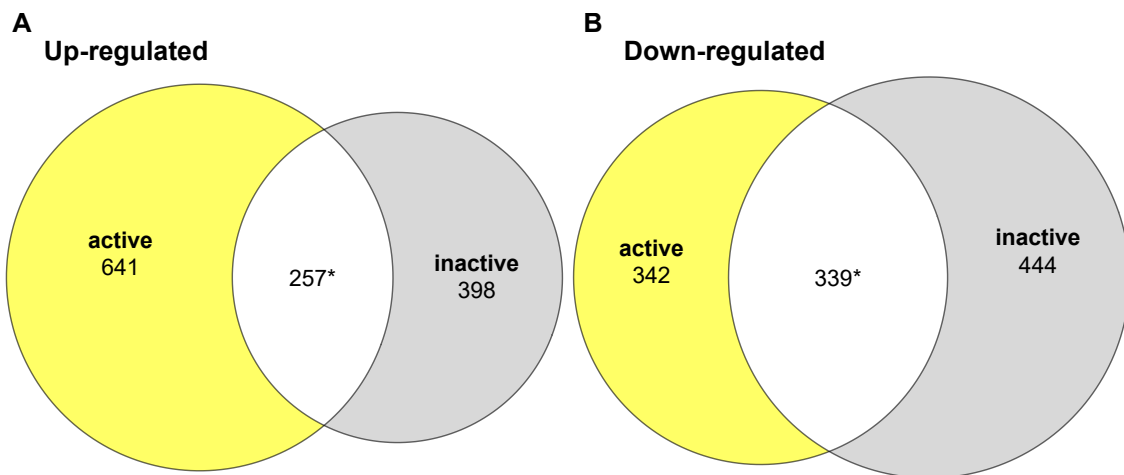 A
Up-regulated
active
641
257*
inactive
398
B
Down-regulated
active
342
339*
inactive
444